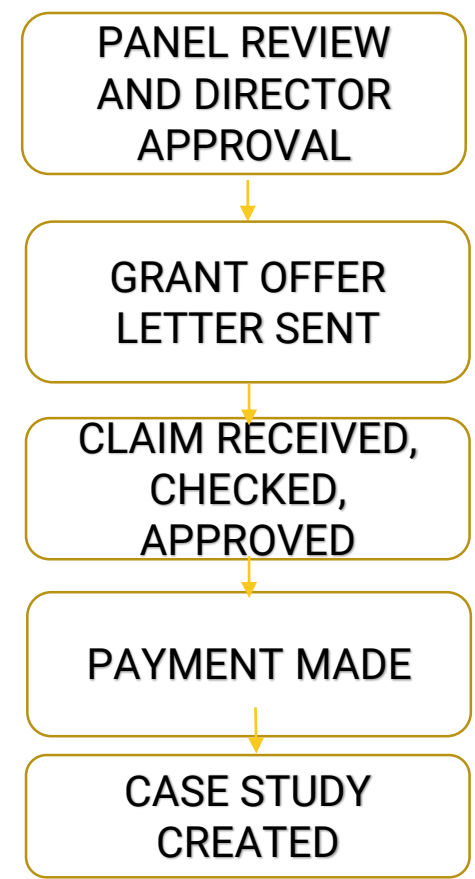 PANEL REVIEW
AND DIRECTOR
APPROVAL
GRANT OFFER
LETTER SENT
CLAIM RECEIVED,
CHECKED,
APPROVED
PAYMENT MADE
CASE STUDY
CREATED